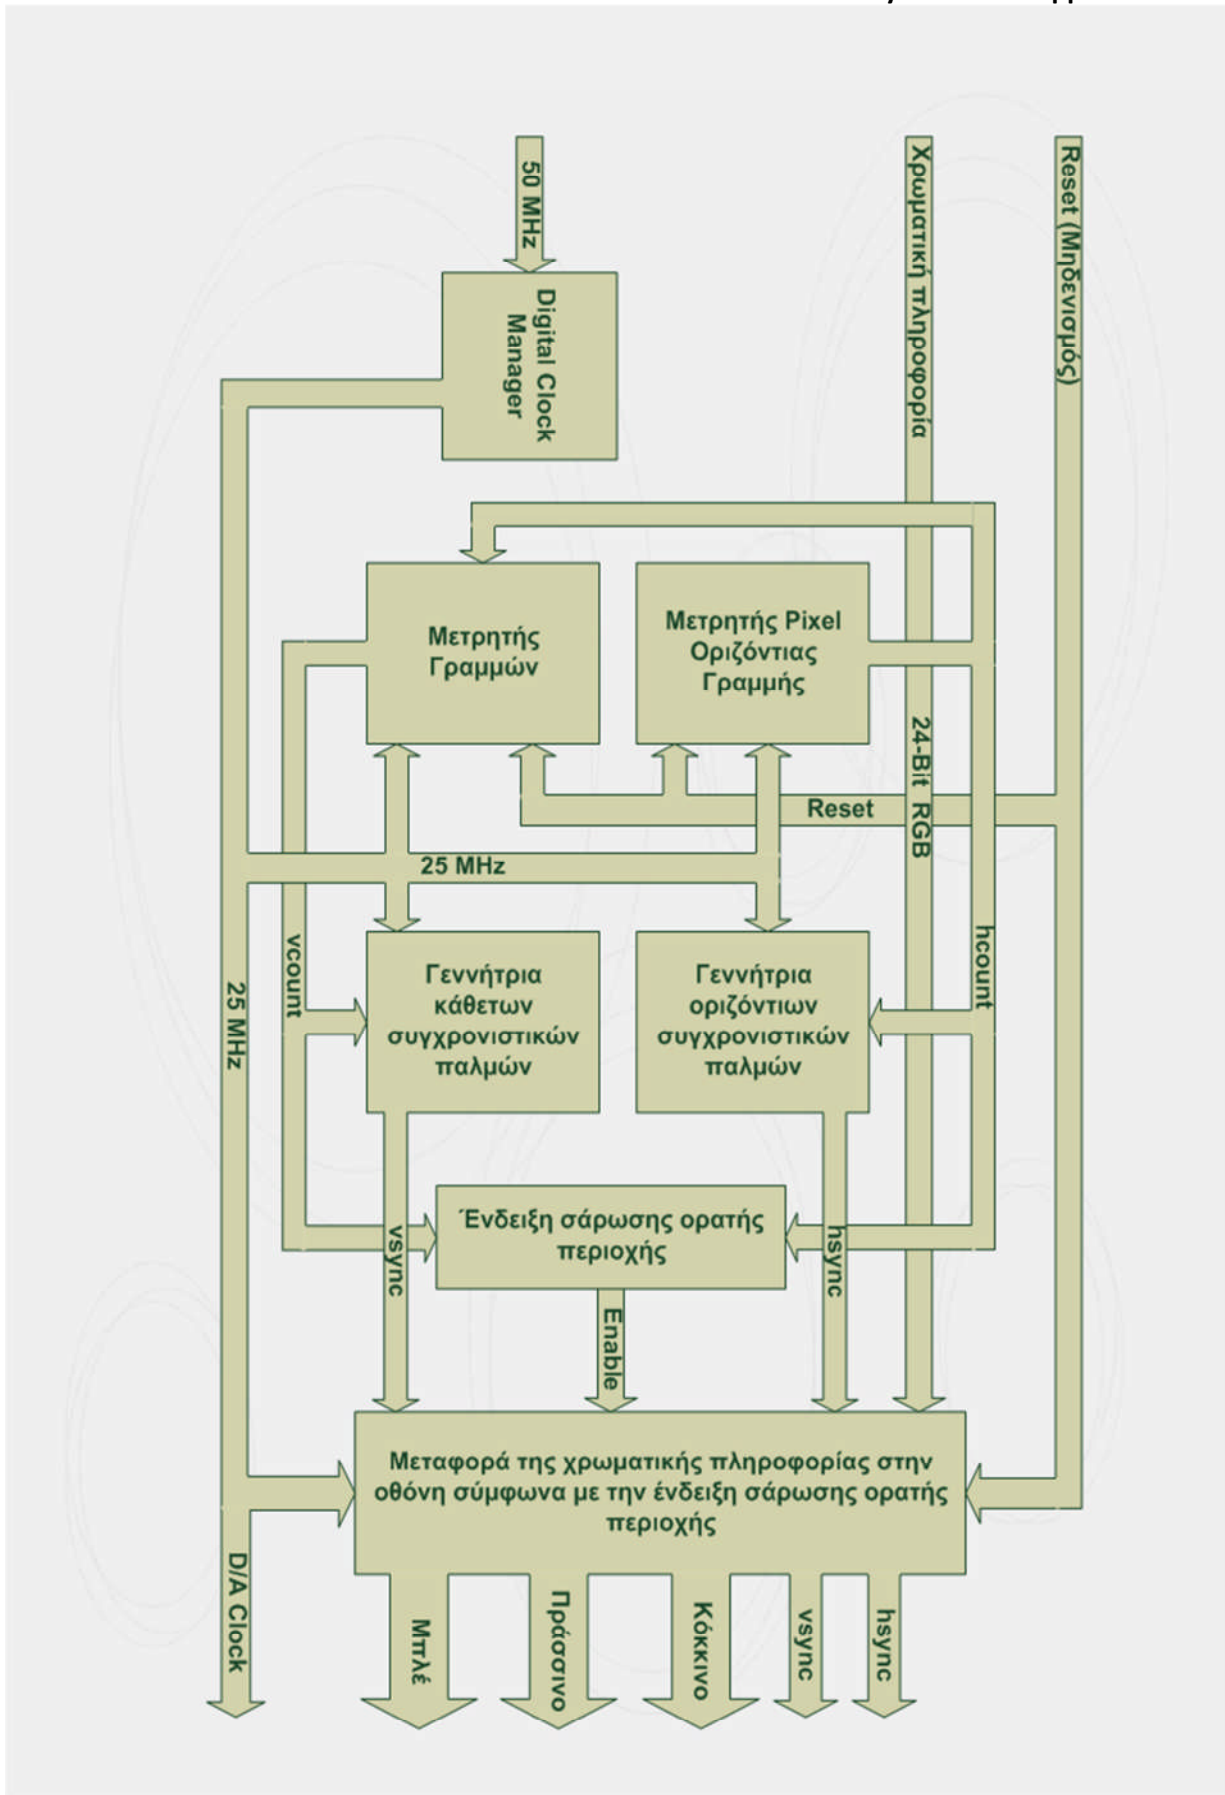 50 MHz
Χρωματική πληροφορία
Reset (Μηδενισμός)
Digital Clock
Manager
Μετρητής
Γραμμών
Μετρητής Pixel
Οριζόντιας
Γραμμής
24-Bit RGB
Reset
25 MHz
vcount
hcount
25 MHz
Γεννήτρια
κάθετων
συγχρονιστικών
παλμών
Γεννήτρια
οριζόντιων
συγχρονιστικών
παλμών
Ένδειξη σάρωσης ορατής
περιοχής
vsync
hsync
Enable
Μεταφορά της χρωματικής πληροφορίας στην
οθόνη σύμφωνα με την ένδειξη σάρωσης ορατής
περιοχής
D/A Clock
Μπλέ
Πράσσινο
Κόκκινο
vsync
hsync